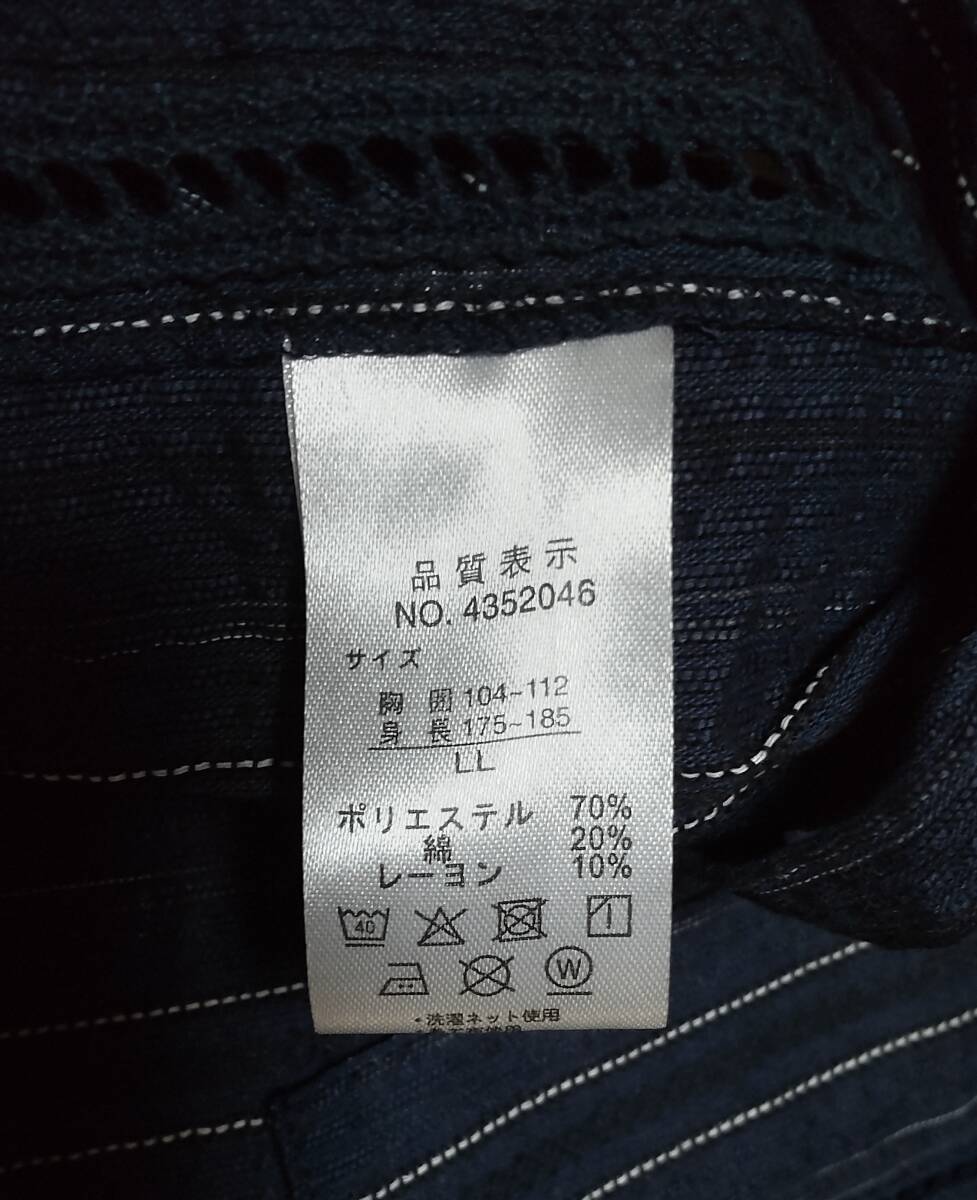 品質表示
NO. 4352046
サイズ
胸囲 104~112
身長 175~185
LL
ポリエステル 70%
綿 20%
レーヨン 10%
40
W
・洗濯ネット使用